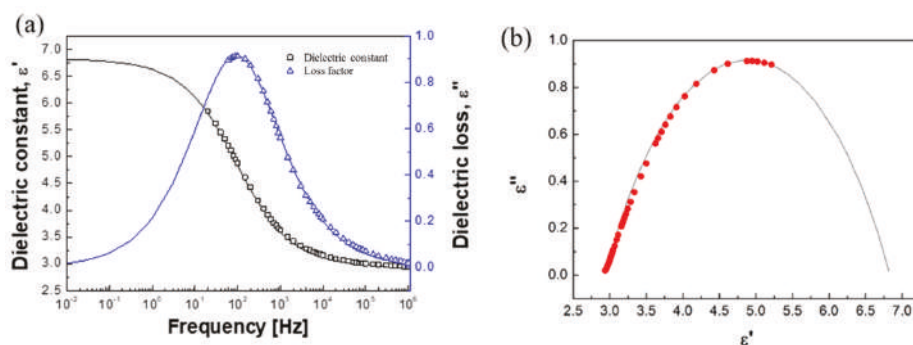 (a)
Dielectric constant, ε'
7.0
6.5
6.0
5.5
5.0
4.5
4.0
3.5
3.0
2.5
Dielectric constant
Loss factor
1.0
0.8
0.6
0.4
0.2
0.0
Dielectric loss, ε''
10⁻² 10⁻¹ 10⁰ 10¹ 10² 10³ 10⁴ 10⁵ 10⁶
Frequency [Hz]
(b)
ε''
1.0
0.8
0.6
0.4
0.2
0.0
2.5 3.0 3.5 4.0 4.5 5.0 5.5 6.0 6.5 7.0
ε'